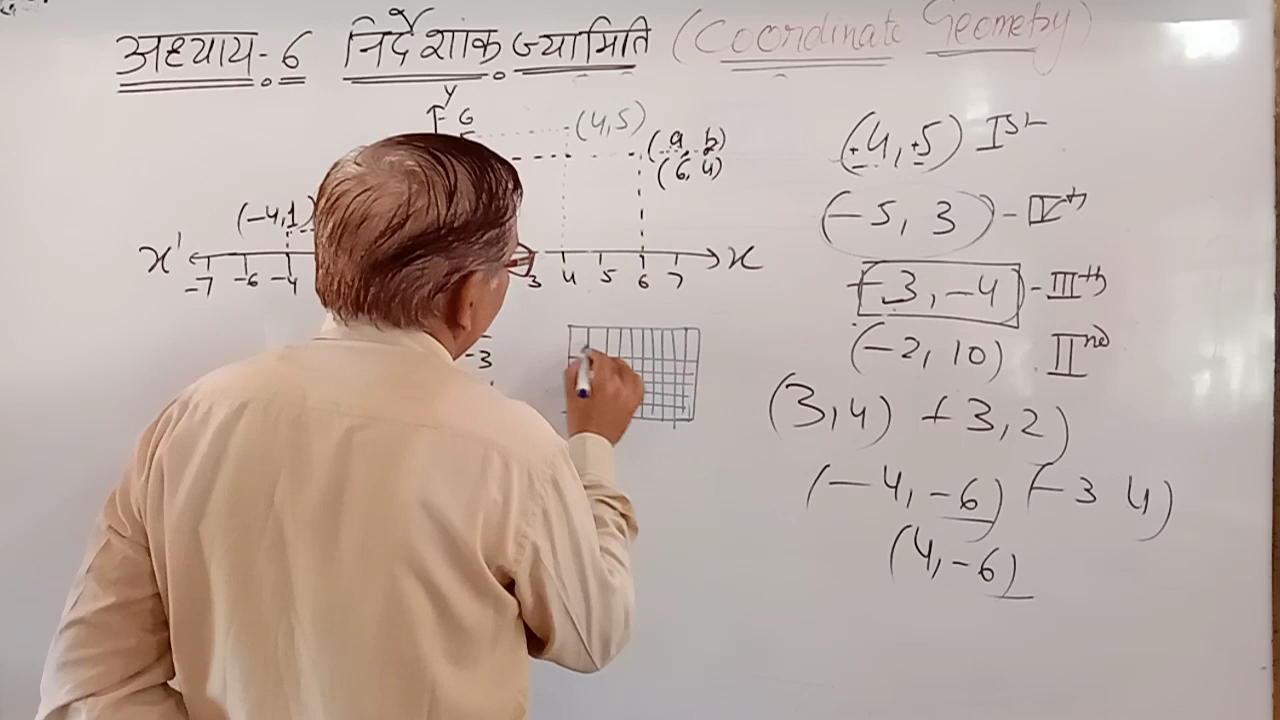 अध्याय-6 निर्देशांक ज्यामिति (Coordinate Geometry)
y
6
(4,5)
(a, b)
(6, 4)
(-4,1)
x' -7 -6 -4 3 4 5 6 7 x
-3
(+4,+5) Ist
(-5, 3) - IVth
(-3, -4) - IIIth
(-2, 10) IInd
(3,4) (-3,2)
(-4,-6) (-3 4)
(4,-6)